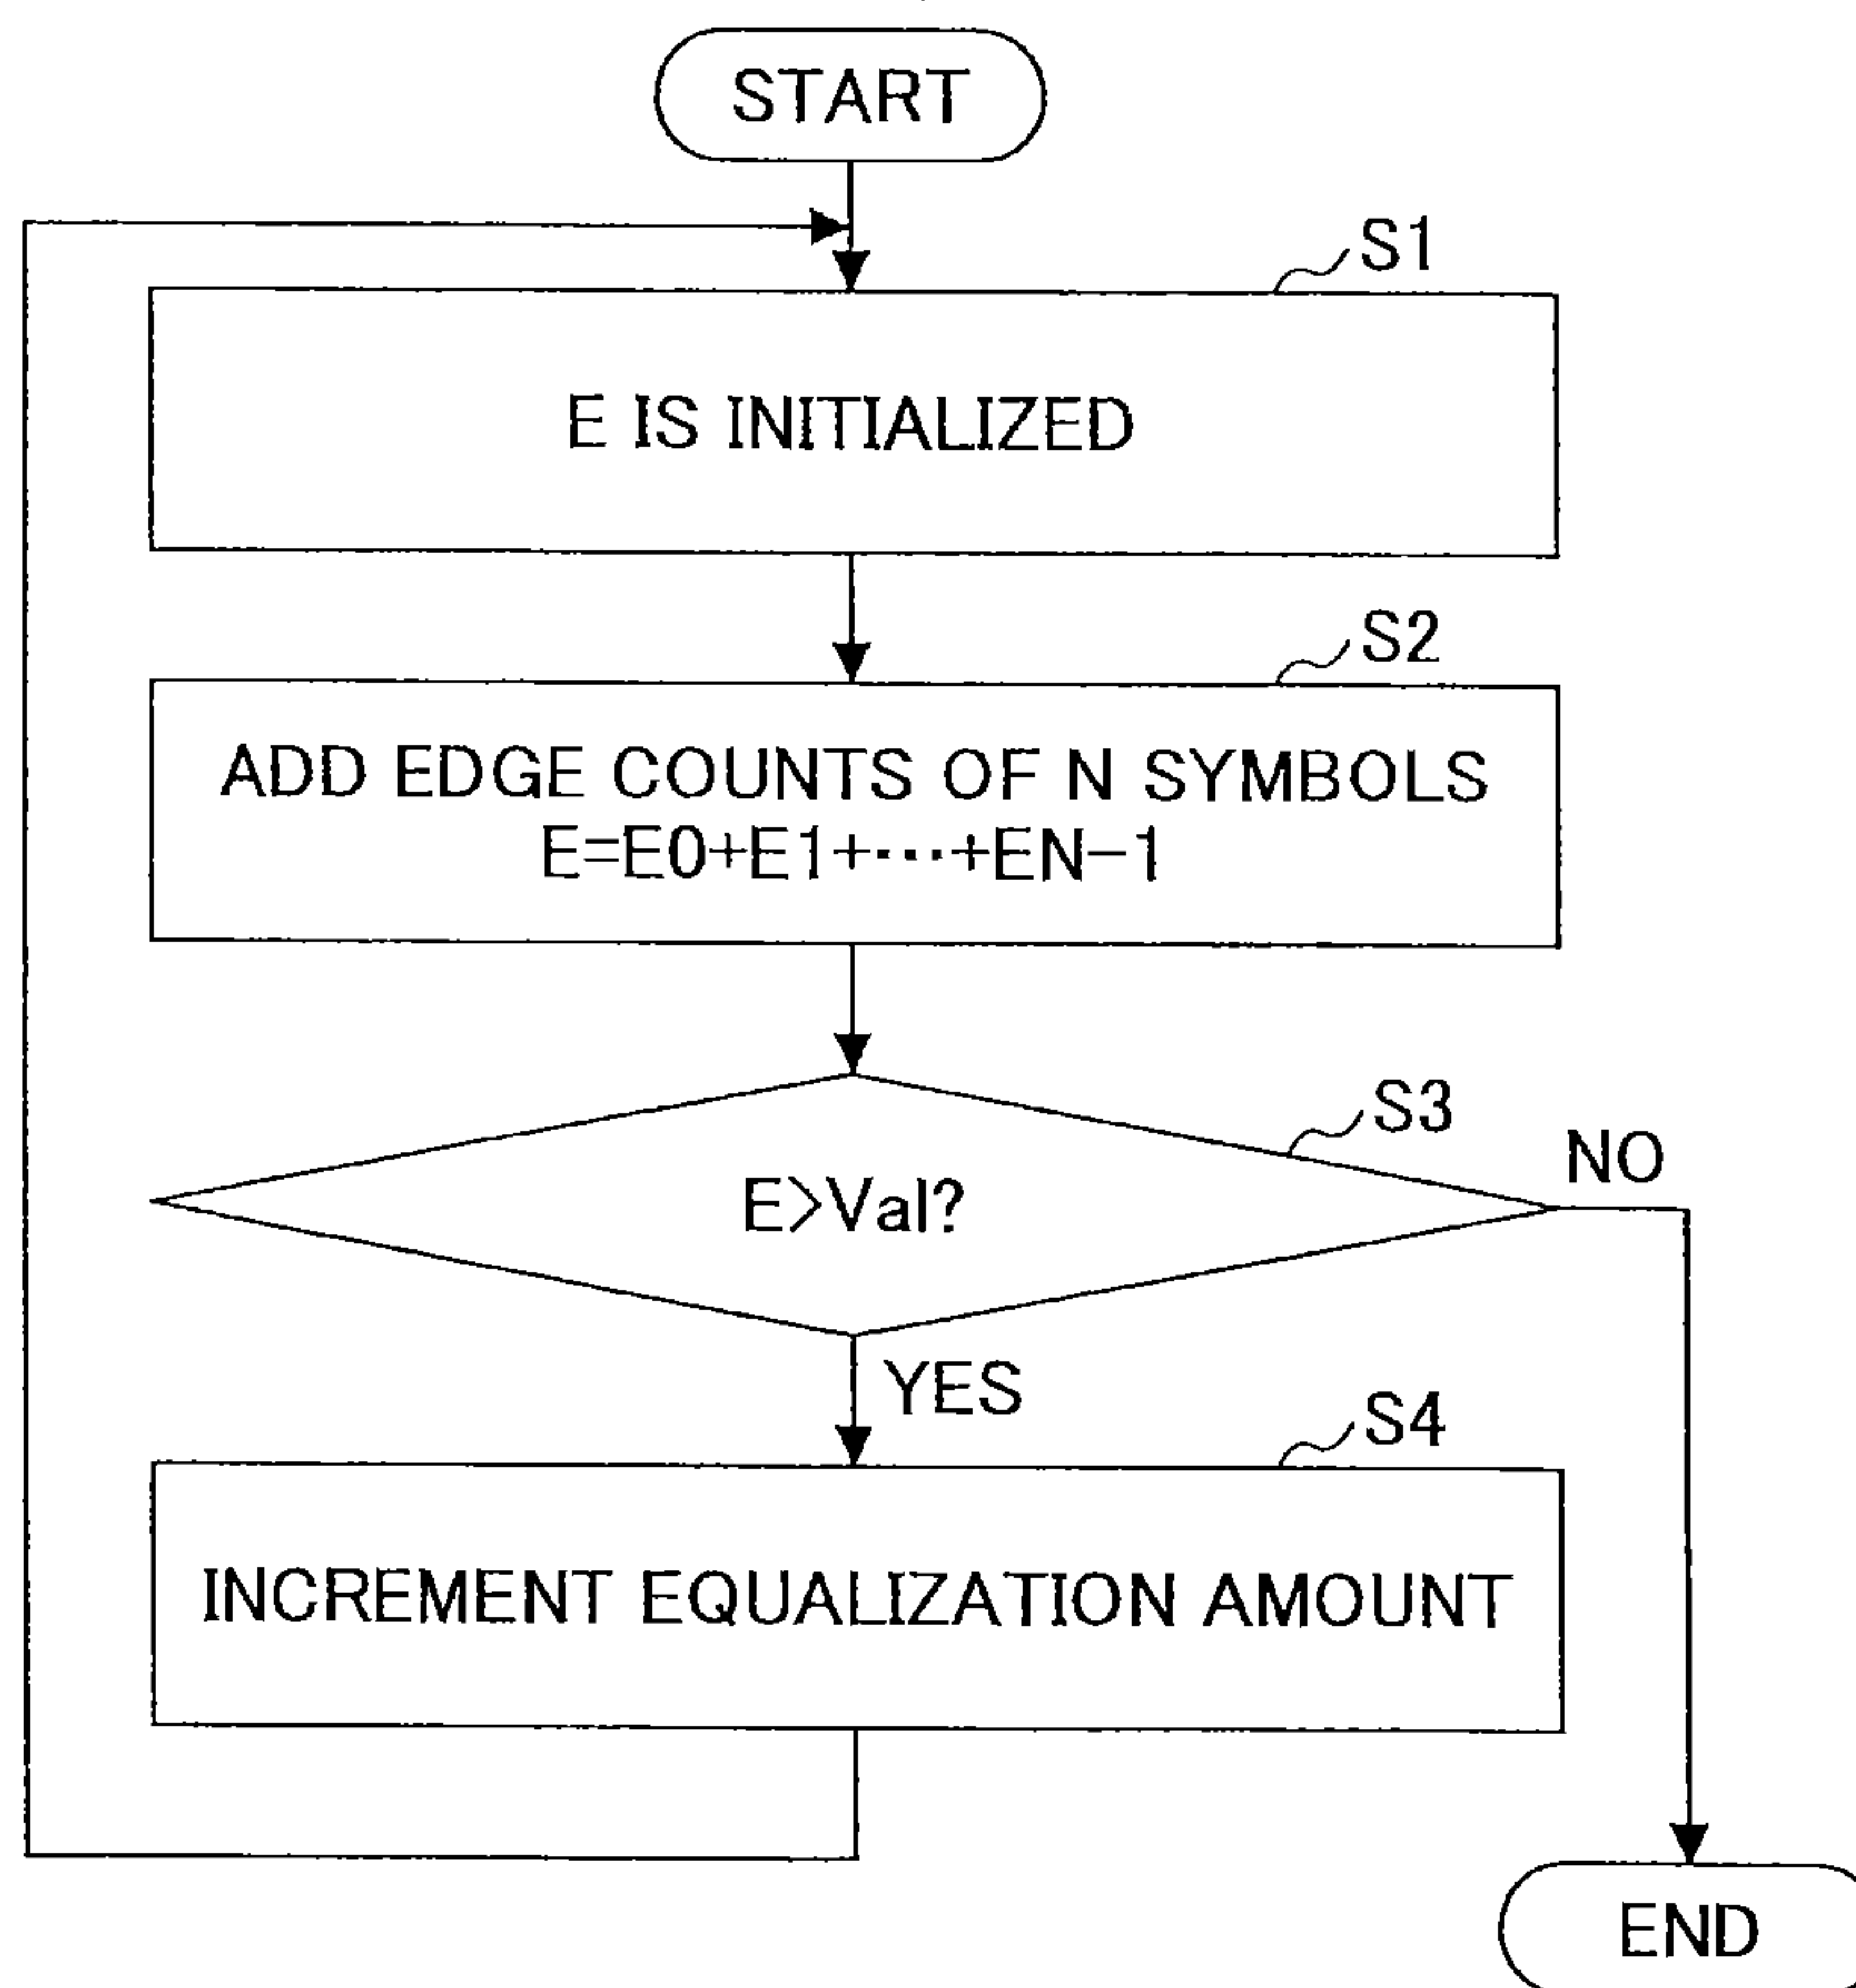 START
S1
E IS INITIALIZED
S2
ADD EDGE COUNTS OF N SYMBOLS
E=E0+E1+···+EN−1
S3
NO
E>Val?
YES
S4
INCREMENT EQUALIZATION AMOUNT
END